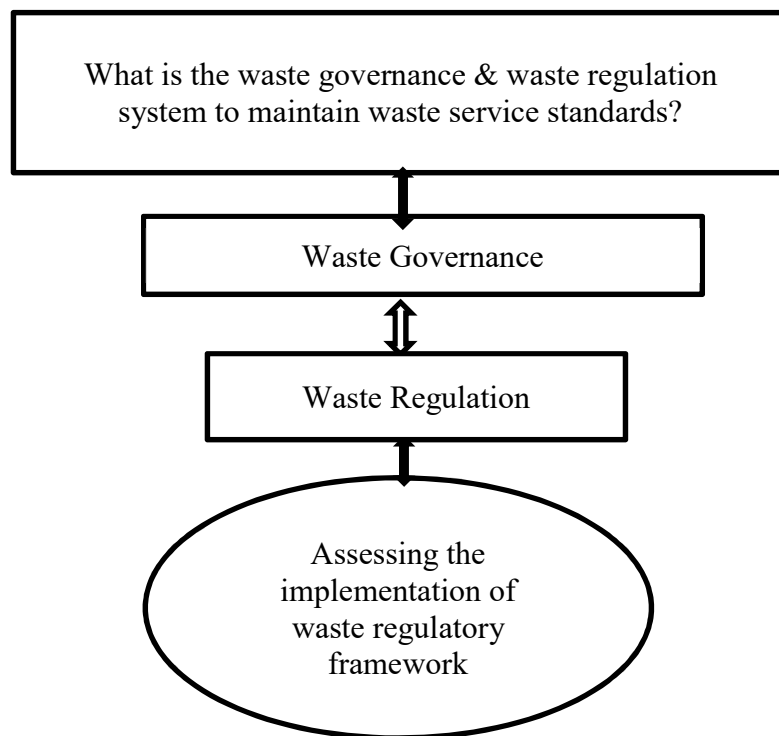 What is the waste governance & waste regulation
system to maintain waste service standards?
Waste Governance
Waste Regulation
Assessing the
implementation of
waste regulatory
framework